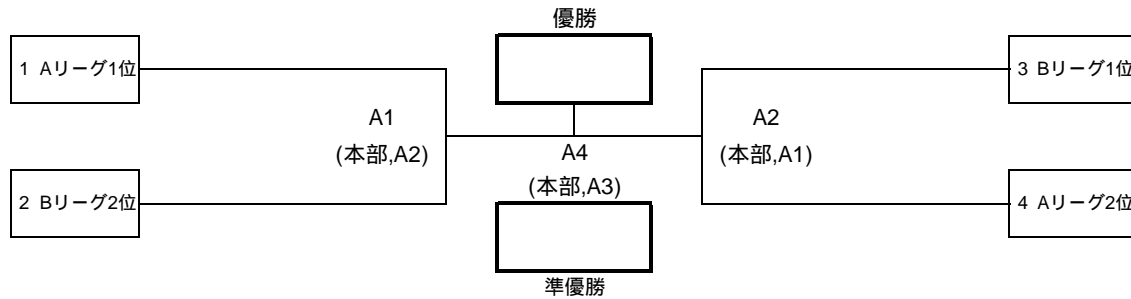 優勝
1 Aリーグ1位
3 Bリーグ1位
A1
(本部,A2)
A2
(本部,A1)
A4
(本部,A3)
2 Bリーグ2位
4 Aリーグ2位
準優勝